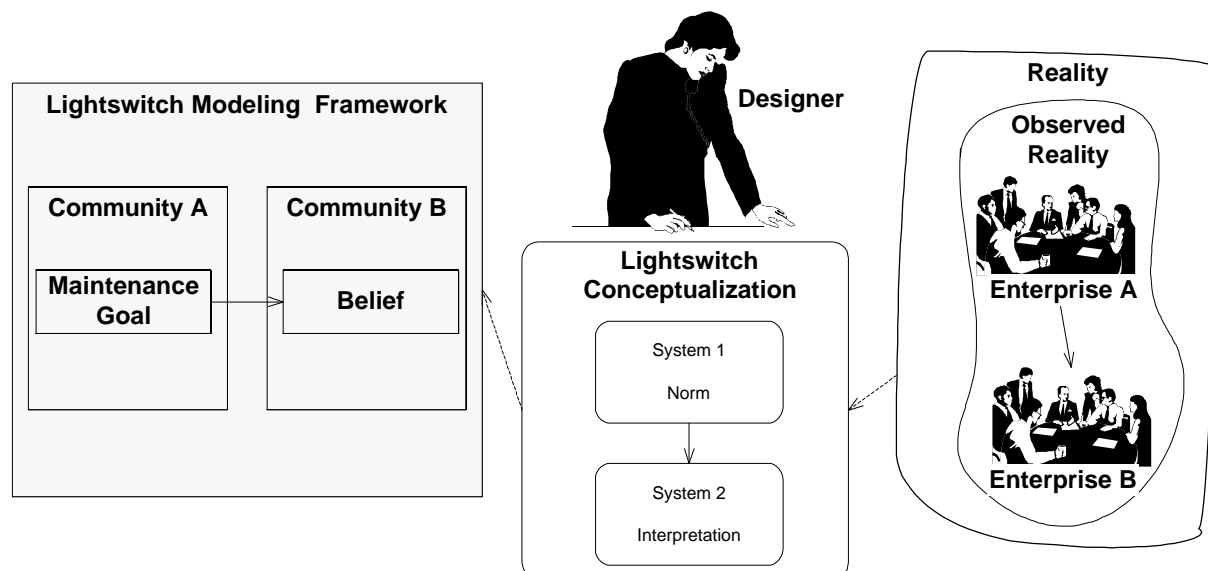 Lightswitch Modeling Framework
Community A
Maintenance
Goal
Community B
Belief
Designer
Lightswitch
Conceptualization
System 1
Norm
System 2
Interpretation
Reality
Observed
Reality
Enterprise A
Enterprise B